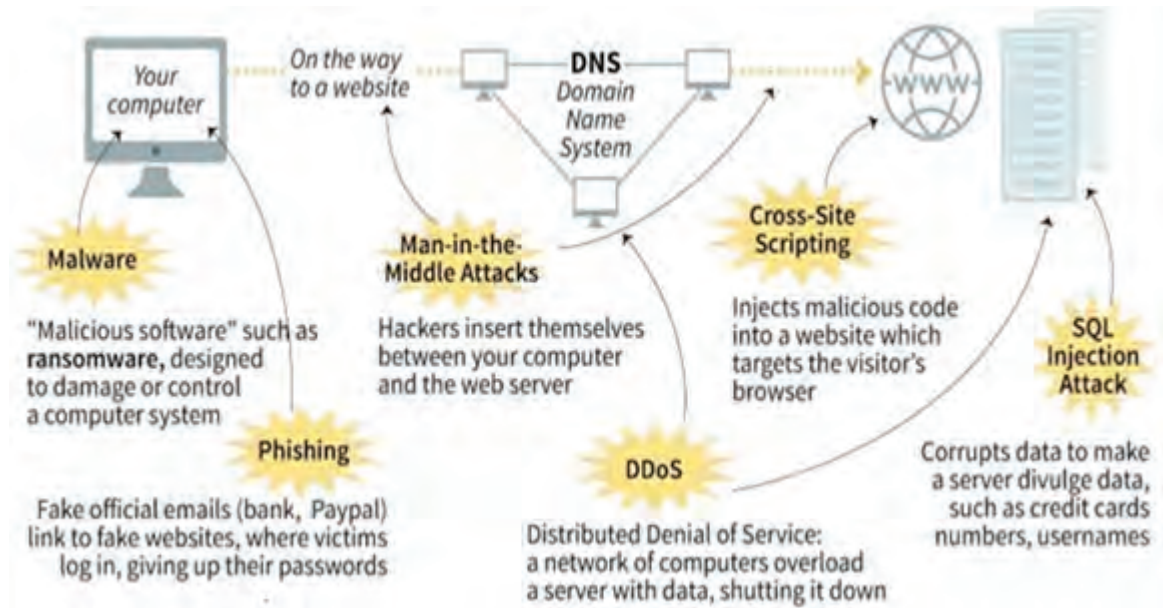 Your
computer
On the way
to a website
DNS
Domain
Name
System
WWW
Malware
"Malicious software" such as
ransomware, designed
to damage or control
a computer system
Phishing
Fake official emails (bank, Paypal)
link to fake websites, where victims
log in, giving up their passwords
Man-in-the-
Middle Attacks
Hackers insert themselves
between your computer
and the web server
DDoS
Distributed Denial of Service:
a network of computers overload
a server with data, shutting it down
Cross-Site
Scripting
Injects malicious code
into a website which
targets the visitor's
browser
SQL
Injection
Attack
Corrupts data to make
a server divulge data,
such as credit cards
numbers, usernames